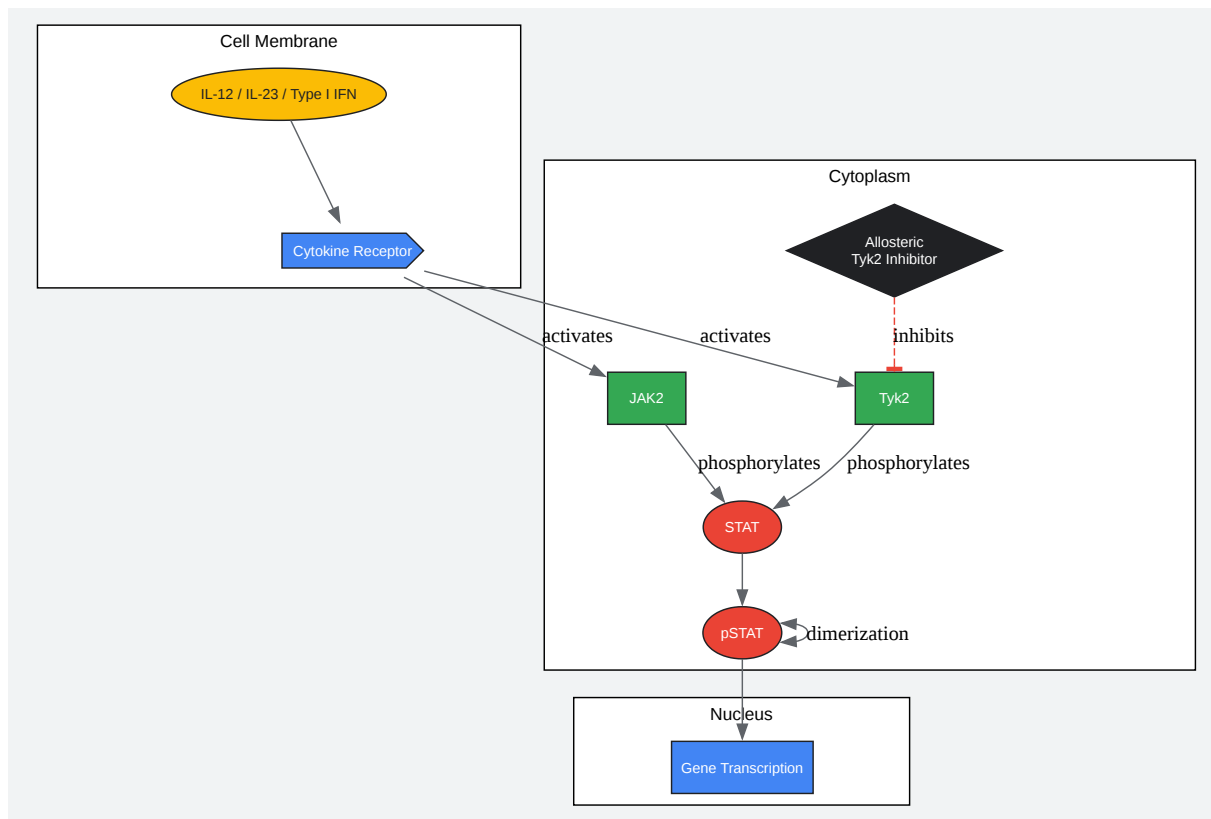 Cell Membrane
IL-12 / IL-23 / Type I IFN
Cytokine Receptor
Cytoplasm
Allosteric
Tyk2 Inhibitor
activates
activates
inhibits
JAK2
Tyk2
phosphorylates
phosphorylates
STAT
pSTAT
dimerization
Nucleus
Gene Transcription